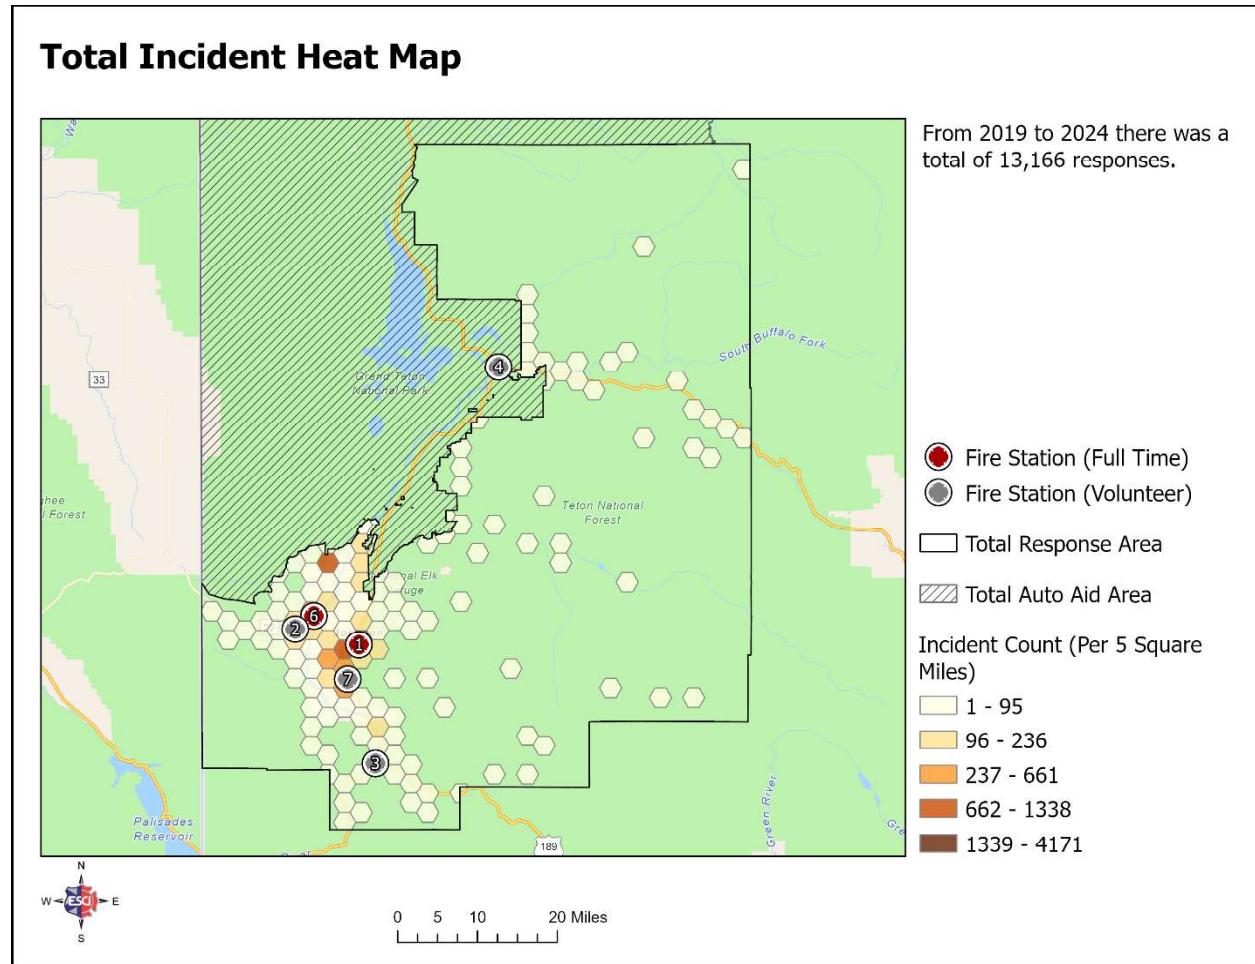 Total Incident Heat Map
From 2019 to 2024 there was a
total of 13,166 responses.
33
Grand Teton
National Park
4
South Buffalo Fork
Teton National
Forest
Forest
6
2
1
7
3
Palisades
Reservoir
189
Green River
Fire Station (Full Time)
Fire Station (Volunteer)
Total Response Area
Total Auto Aid Area
Incident Count (Per 5 Square
Miles)
1 - 95
96 - 236
237 - 661
662 - 1338
1339 - 4171
N
W
ESCI
E
S
0 5 10 20 Miles